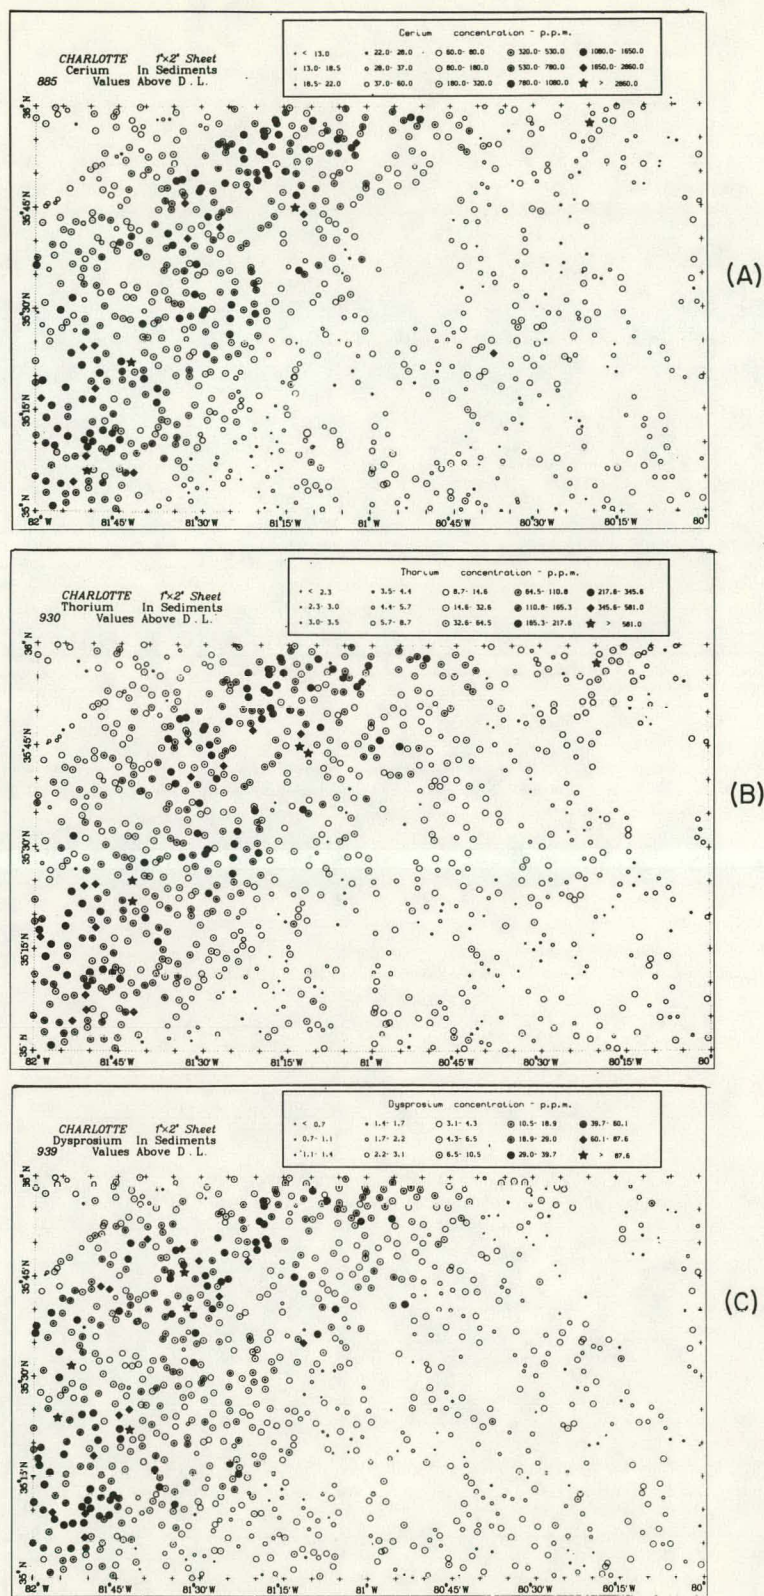 Cerium concentration - p.p.m.
CHARLOTTE 1°×2° Sheet
Cerium In Sediments
885 Values Above D.L.
< 13.0 22.0- 28.0 60.0- 80.0 320.0- 530.0 1080.0-1650.0
13.0- 18.5 28.0- 37.0 80.0-180.0 530.0- 780.0 1650.0-2860.0
18.5- 22.0 37.0- 60.0 180.0- 320.0 780.0-1080.0 > 2860.0
36° N
35°45'N
35°30'N
35°15'N
35° N
82° W 81°45'W 81°30'W 81°15'W 81° W 80°45'W 80°30'W 80°15'W 80°
(A)
Thorium concentration - p.p.m.
CHARLOTTE 1°×2° Sheet
Thorium In Sediments
930 Values Above D.L.
< 2.3 3.5- 4.4 8.7- 14.6 64.5- 110.8 217.6- 345.6
2.3- 3.0 4.4- 5.7 14.6- 32.6 110.8- 165.3 345.6- 581.0
3.0- 3.5 5.7- 8.7 32.6- 64.5 165.3- 217.6 > 581.0
36° N
35°45'N
35°30'N
35°15'N
35° N
82° W 81°45'W 81°30'W 81°15'W 81° W 80°45'W 80°30'W 80°15'W 80°
(B)
Dysprosium concentration - p.p.m.
CHARLOTTE 1°×2° Sheet
Dysprosium In Sediments
939 Values Above D.L.
< 0.7 1.4- 1.7 3.1- 4.3 10.5- 18.9 39.7- 60.1
0.7- 1.1 1.7- 2.2 4.3- 6.5 18.9- 29.0 60.1- 87.6
1.1- 1.4 2.2- 3.1 6.5- 10.5 29.0- 39.7 > 87.6
36° N
35°45'N
35°30'N
35°15'N
35° N
82° W 81°45'W 81°30'W 81°15'W 81° W 80°45'W 80°30'W 80°15'W 80°
(C)